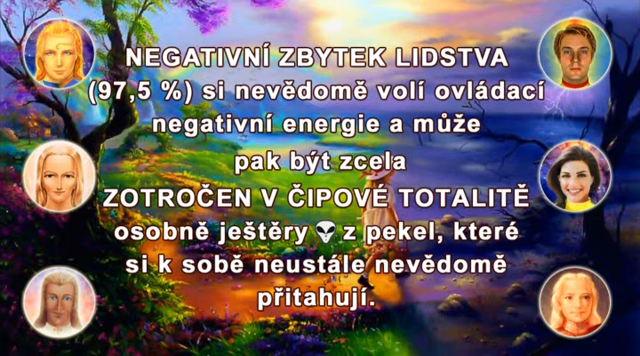 NEGATIVNÍ ZBYTEK LIDSTVA
(97,5 %) si nevědomě volí ovládací
negativní energie a může
pak být zcela
ZOTROČEN V ČIPOVÉ TOTALITĚ
osobně ještěry z pekel, které
si k sobě neustále nevědomě
přitahují.